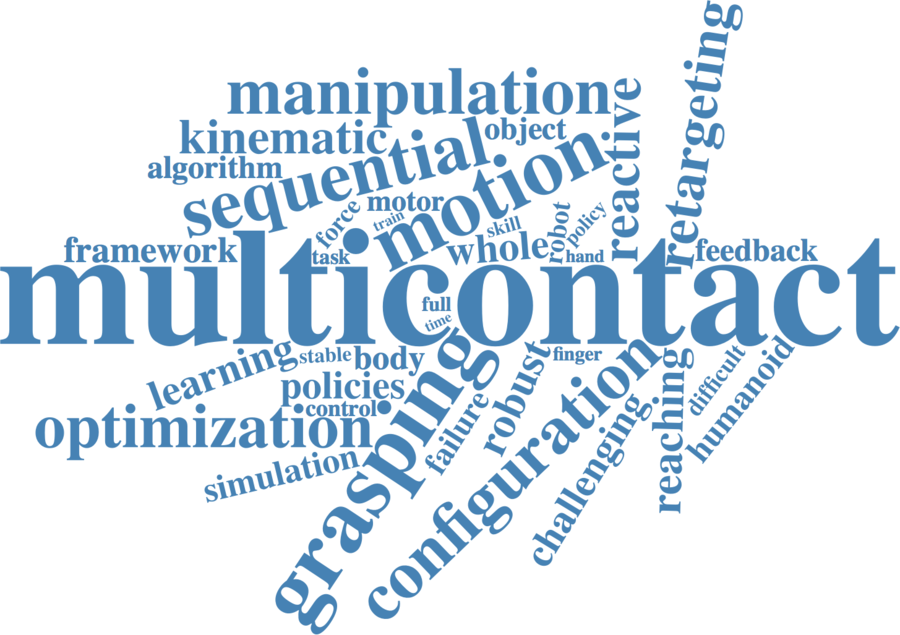 manipulation
kinematic
object
algorithm
sequential
motion
reactive
retargeting
motor
force
train
skill
robot
policy
framework
task
whole
hand
feedback
multicontact
full
time
learning
stable
body
finger
policies
control
optimization
simulation
grasping
failure
robust
configuration
challenging
reaching
difficult
humanoid